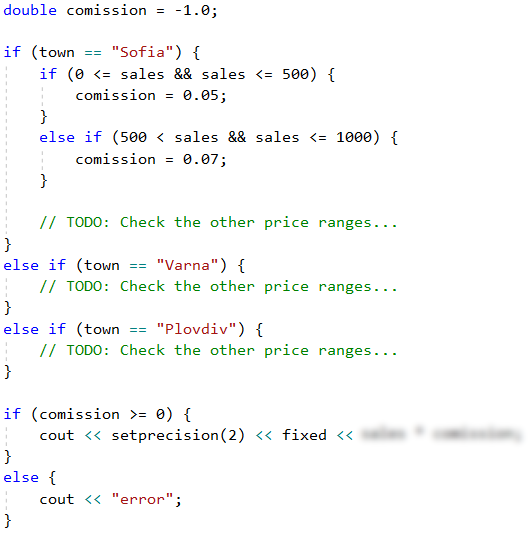 double comission = -1.0;
if (town == "Sofia") {
if (0 <= sales && sales <= 500) {
comission = 0.05;
}
else if (500 < sales && sales <= 1000) {
comission = 0.07;
}
// TODO: Check the other price ranges...
}
else if (town == "Varna") {
// TODO: Check the other price ranges...
}
else if (town == "Plovdiv") {
// TODO: Check the other price ranges...
}
if (comission >= 0) {
cout << setprecision(2) << fixed <<
}
else {
cout << "error";
}